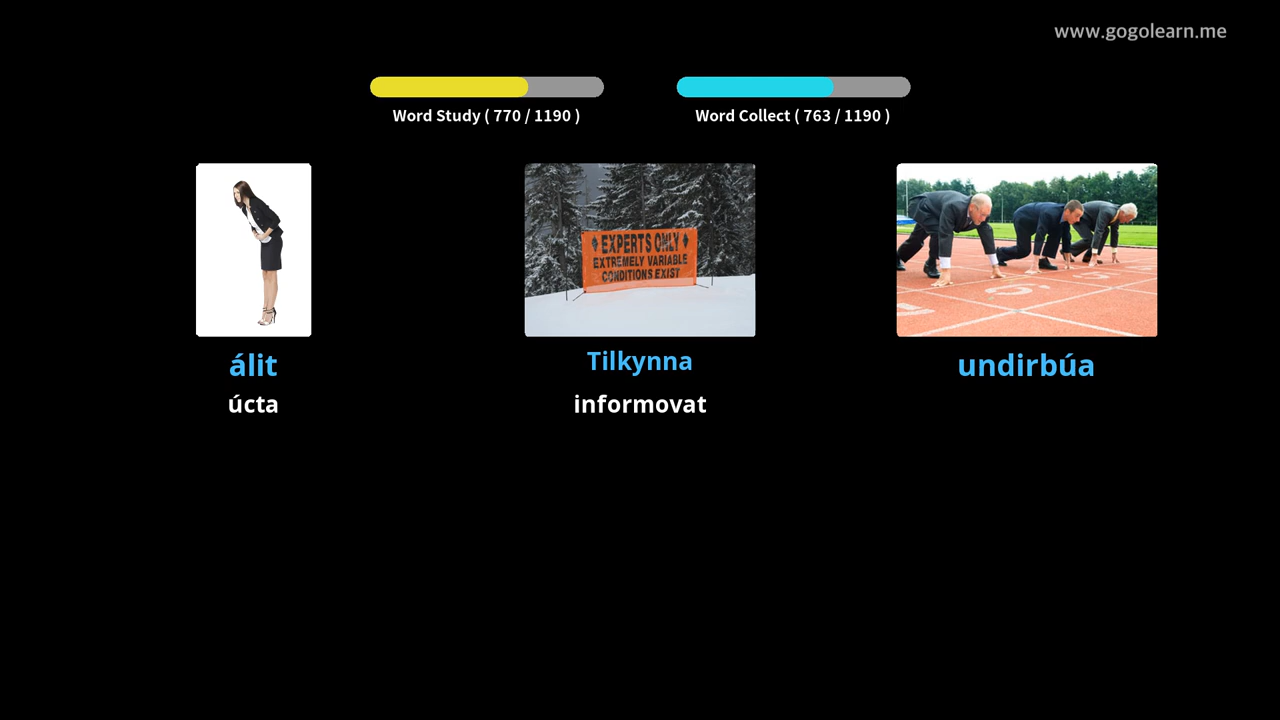 www.gogolearn.me
Word Study ( 770 / 1190 )
Word Collect ( 763 / 1190 )
EXPERTS ONLY
EXTREMELY VARIABLE
CONDITIONS EXIST
álit
Tilkynna
undirbúa
úcta
informovat